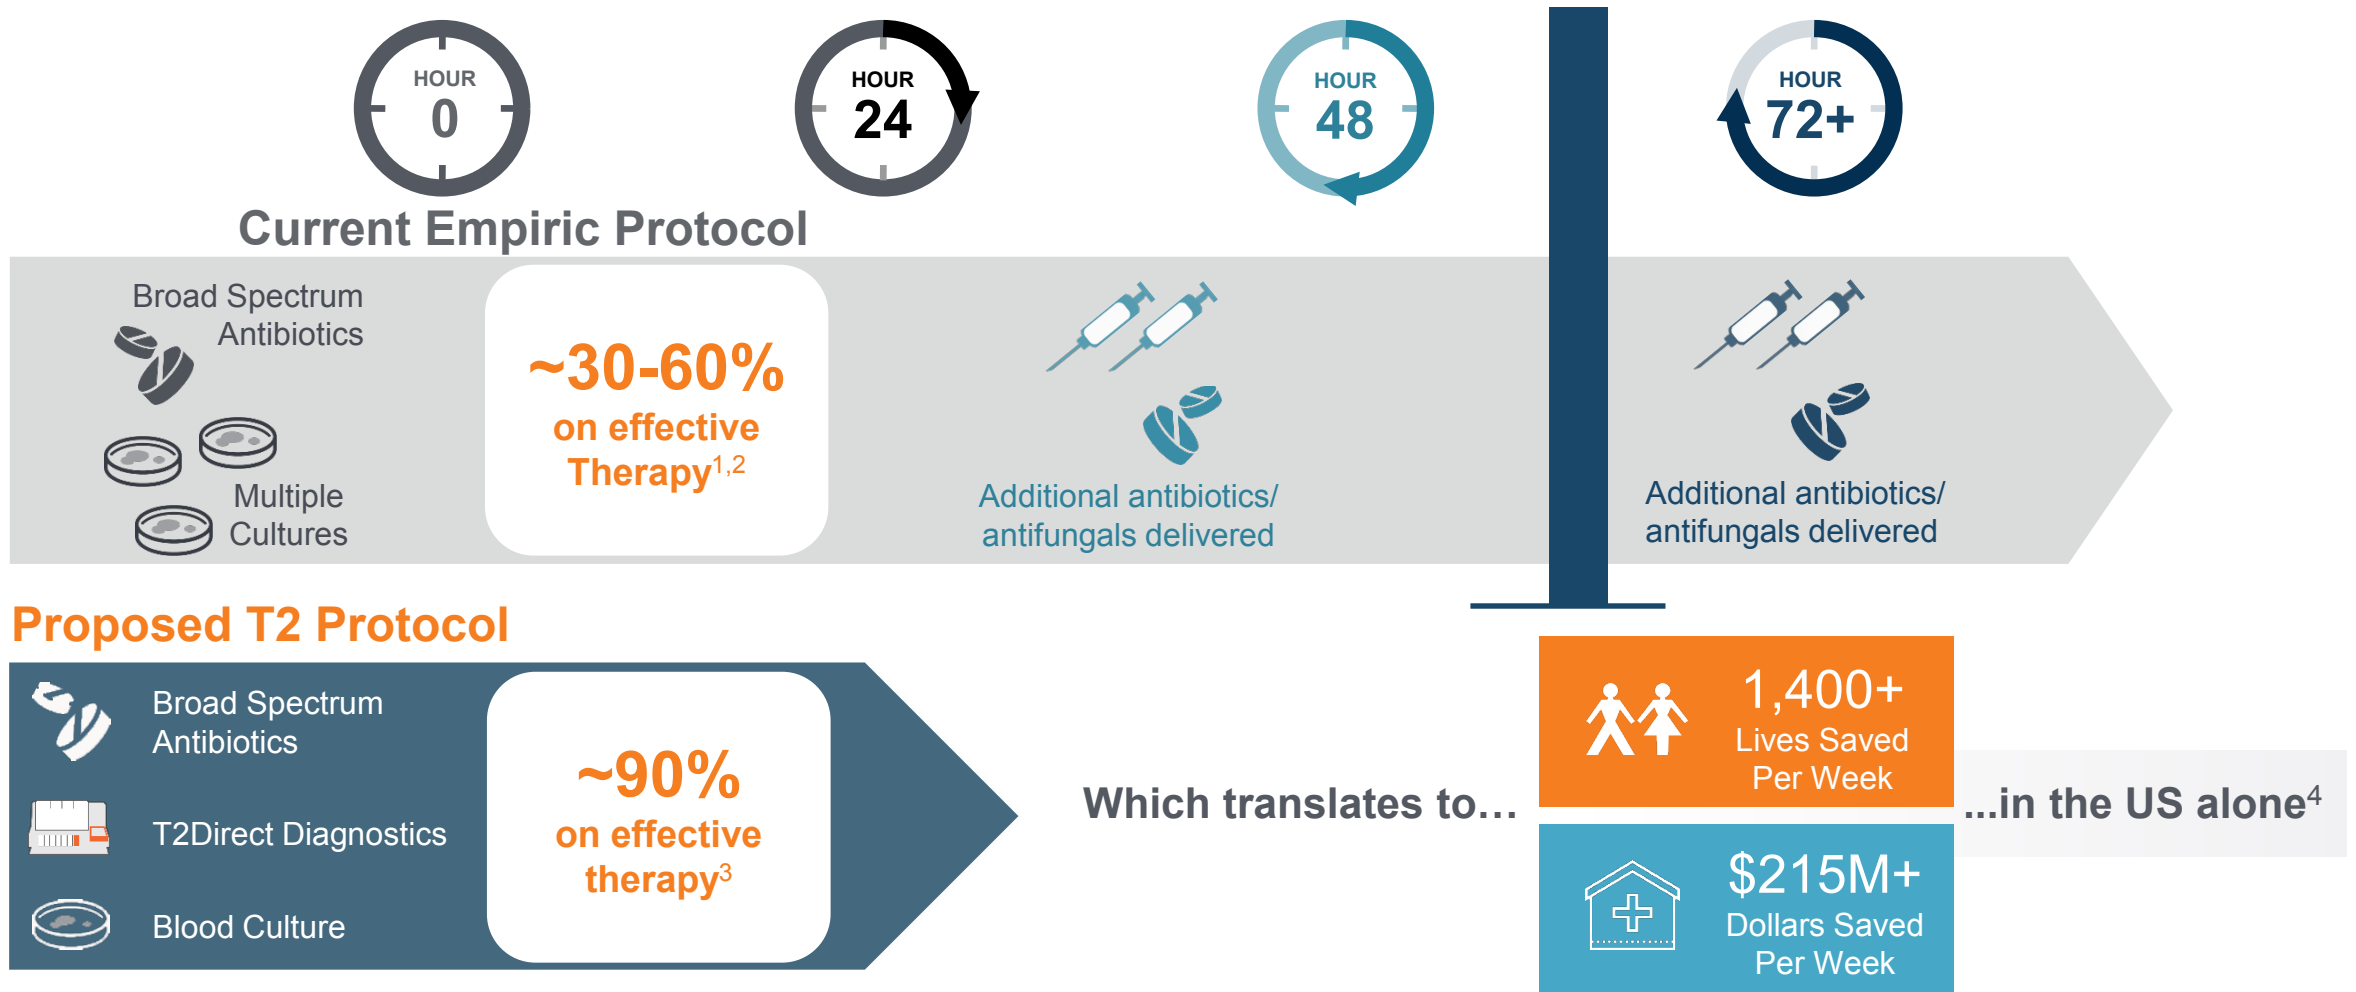 HOUR
0
HOUR
24
HOUR
48
HOUR
72+
Current Empiric Protocol
Broad Spectrum
Antibiotics
Multiple
Cultures
~30-60%
on effective
Therapy1,2
Additional antibiotics/
antifungals delivered
Additional antibiotics/
antifungals delivered
Proposed T2 Protocol
Broad Spectrum
Antibiotics
T2Direct Diagnostics
Blood Culture
~90%
on effective
therapy3
Which translates to…
1,400+
Lives Saved
Per Week
$215M+
Dollars Saved
Per Week
...in the US alone4